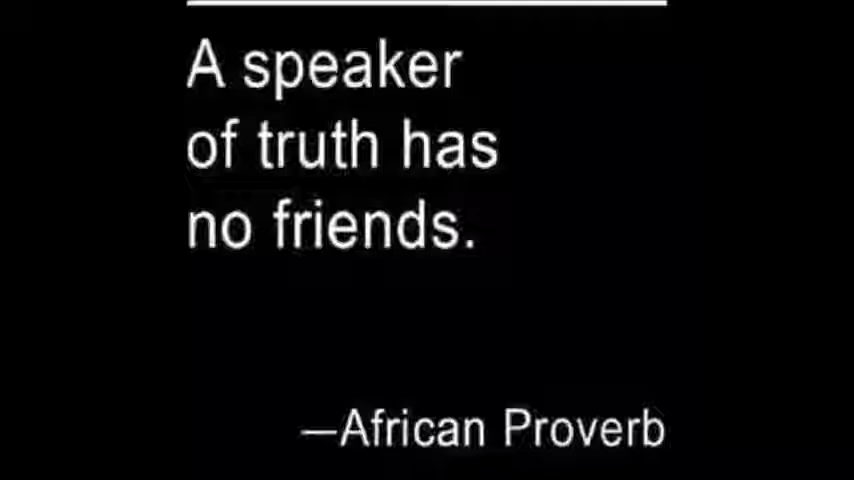 A speaker
of truth has
no friends.
—African Proverb